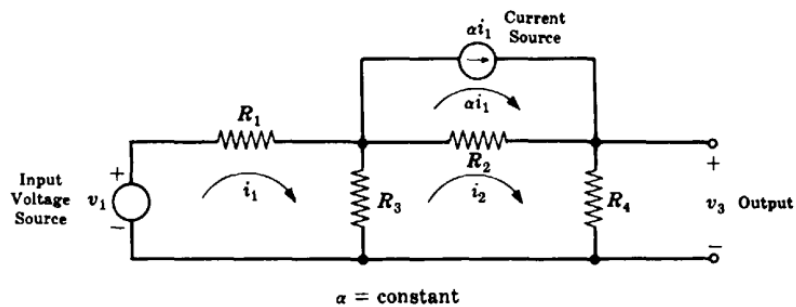 αi₁
Current
Source
αi₁
R₁
R₂
Input
Voltage
Source
+
v₁
−
i₁
R₃
i₂
R₄
+
v₃ Output
−
α = constant